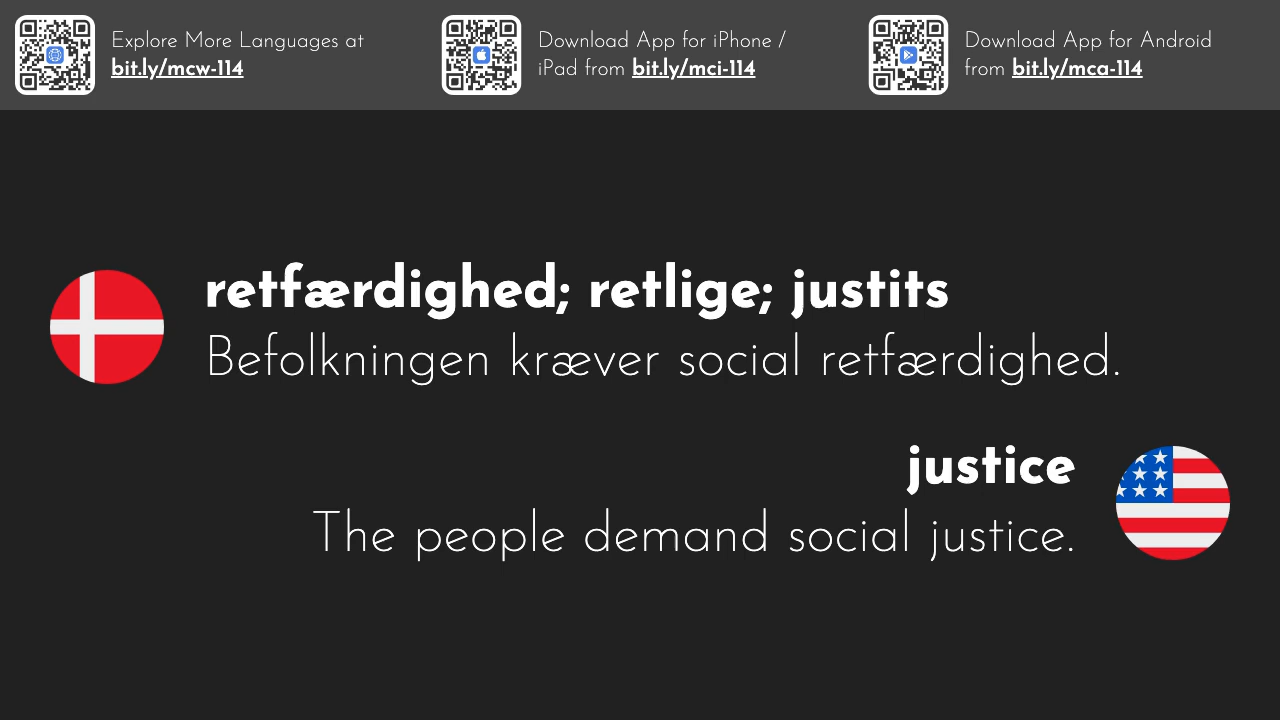 Explore More Languages at
bit.ly/mcw-114
Download App for iPhone /
iPad from bit.ly/mci-114
Download App for Android
from bit.ly/mca-114
retfærdighed; retlige; justits
Befolkningen kræver social retfærdighed.
justice
The people demand social justice.